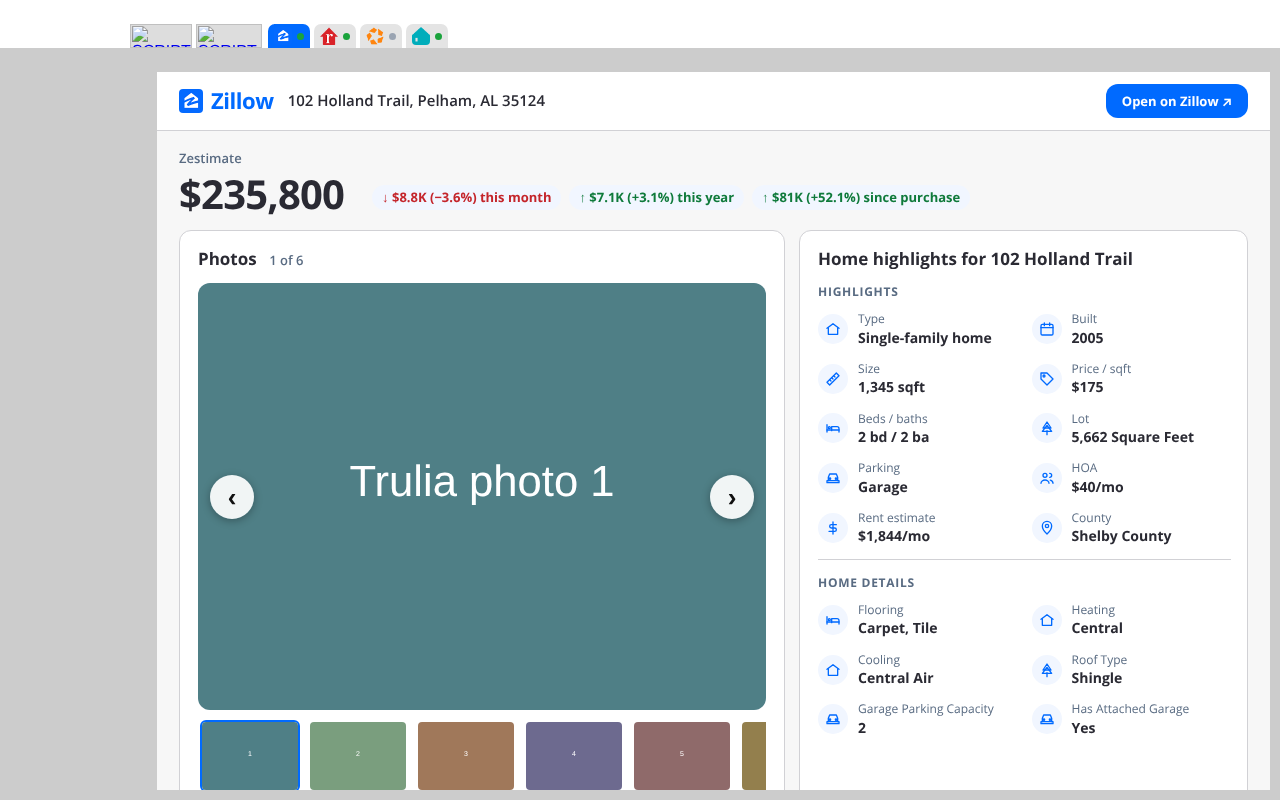 Zillow
102 Holland Trail, Pelham, AL 35124
Open on Zillow ↗
Zestimate
$235,800
↓ $8.8K (−3.6%) this month
↑ $7.1K (+3.1%) this year
↑ $81K (+52.1%) since purchase
Photos 1 of 6
Trulia photo 1
‹
›
1
2
3
4
5
Home highlights for 102 Holland Trail
HIGHLIGHTS
Type
Single-family home
Built
2005
Size
1,345 sqft
Price / sqft
$175
Beds / baths
2 bd / 2 ba
Lot
5,662 Square Feet
Parking
Garage
HOA
$40/mo
Rent estimate
$1,844/mo
County
Shelby County
HOME DETAILS
Flooring
Carpet, Tile
Heating
Central
Cooling
Central Air
Roof Type
Shingle
Garage Parking Capacity
2
Has Attached Garage
Yes